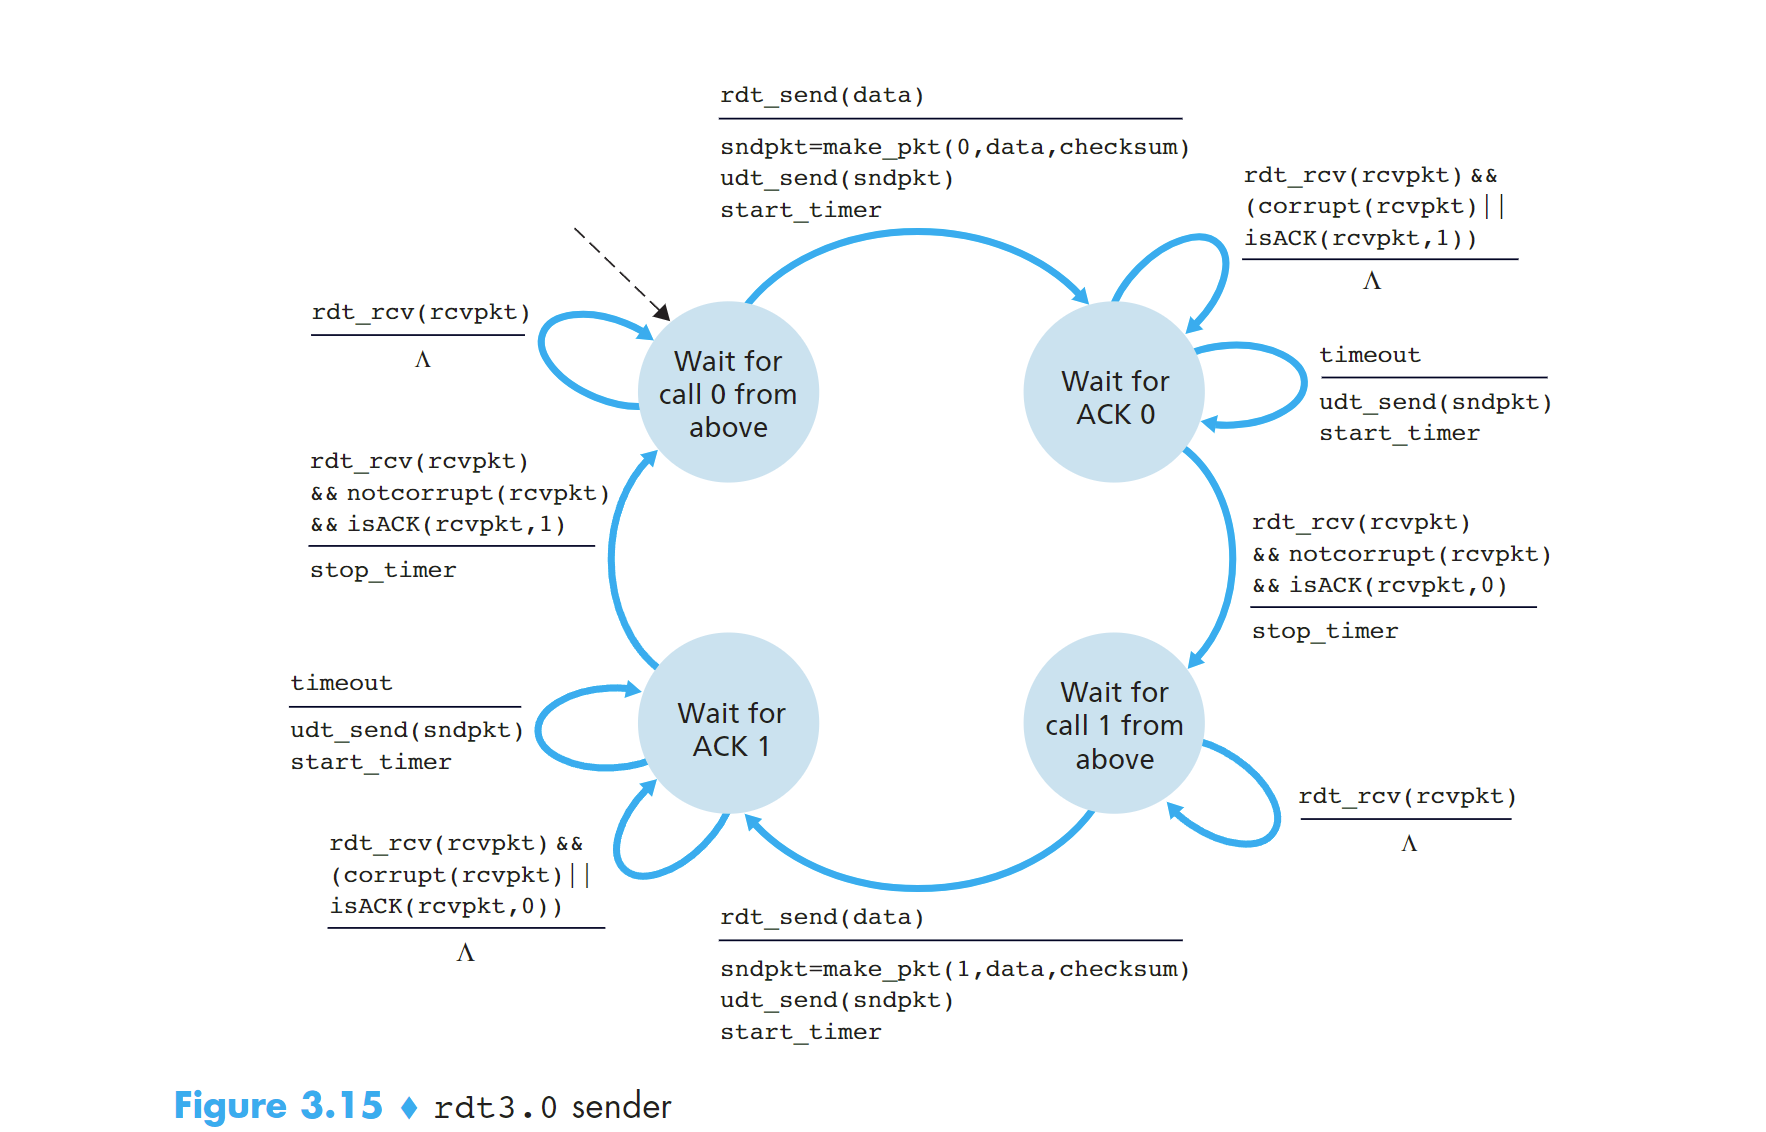 rdt_send(data)
sndpkt=make_pkt(0,data,checksum)
udt_send(sndpkt)
start_timer
rdt_rcv(rcvpkt) &&
(corrupt(rcvpkt)||
isACK(rcvpkt,1))
Λ
rdt_rcv(rcvpkt)
Λ
Wait for
call 0 from
above
Wait for
ACK 0
timeout
udt_send(sndpkt)
start_timer
rdt_rcv(rcvpkt)
&& notcorrupt(rcvpkt)
&& isACK(rcvpkt,1)
stop_timer
rdt_rcv(rcvpkt)
&& notcorrupt(rcvpkt)
&& isACK(rcvpkt,0)
stop_timer
timeout
udt_send(sndpkt)
start_timer
Wait for
ACK 1
Wait for
call 1 from
above
rdt_rcv(rcvpkt)
Λ
rdt_rcv(rcvpkt) &&
(corrupt(rcvpkt)||
isACK(rcvpkt,0))
Λ
rdt_send(data)
sndpkt=make_pkt(1,data,checksum)
udt_send(sndpkt)
start_timer
Figure 3.15 ♦ rdt3.0 sender